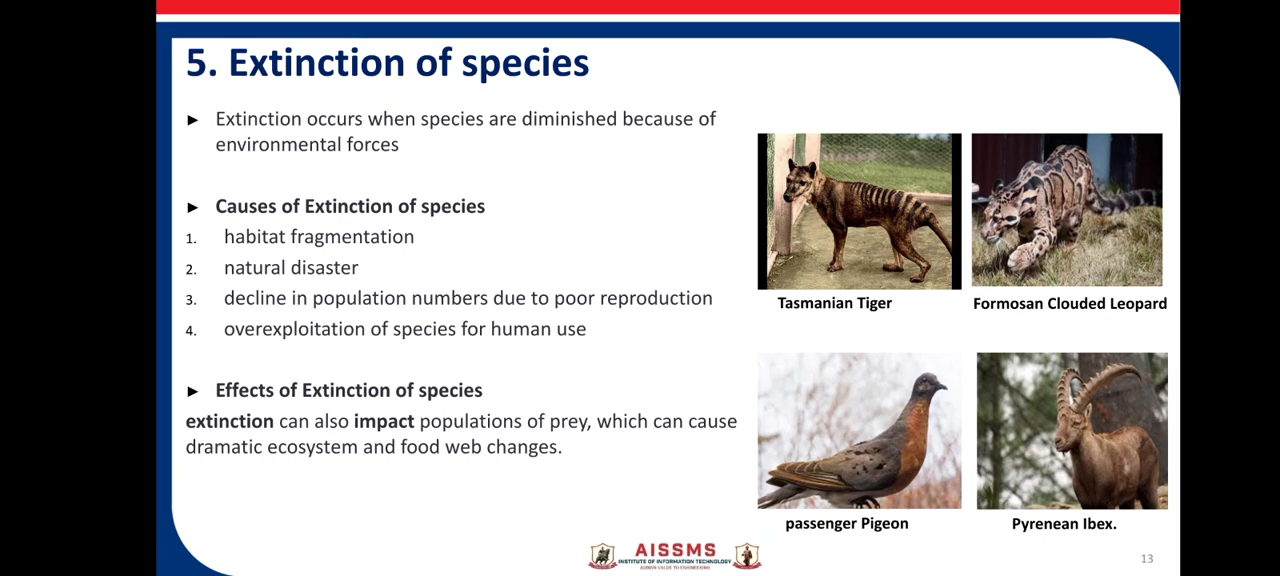 5. Extinction of species
► Extinction occurs when species are diminished because of
environmental forces
► Causes of Extinction of species
1. habitat fragmentation
2. natural disaster
3. decline in population numbers due to poor reproduction
4. overexploitation of species for human use
► Effects of Extinction of species
extinction can also impact populations of prey, which can cause
dramatic ecosystem and food web changes.
Tasmanian Tiger
Formosan Clouded Leopard
passenger Pigeon
Pyrenean Ibex.
AISSMS
INSTITUTE OF INFORMATION TECHNOLOGY
ADDING VALUE TO ENGINEERING
13